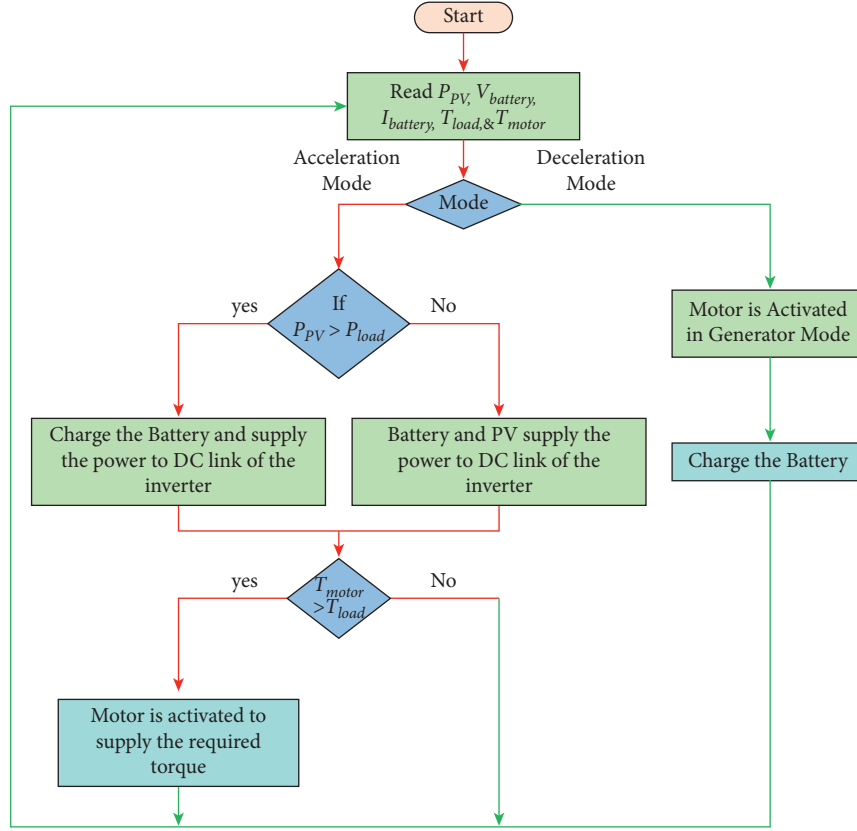 Start
Read P_PV, V_battery,
I_battery, T_load,& T_motor
Acceleration
Mode
Deceleration
Mode
Mode
yes
If
P_PV > P_load
No
Motor is Activated
in Generator Mode
Charge the Battery and supply
the power to DC link of the
inverter
Battery and PV supply the
power to DC link of the
inverter
Charge the Battery
yes
T_motor
>T_load
No
Motor is activated to
supply the required
torque